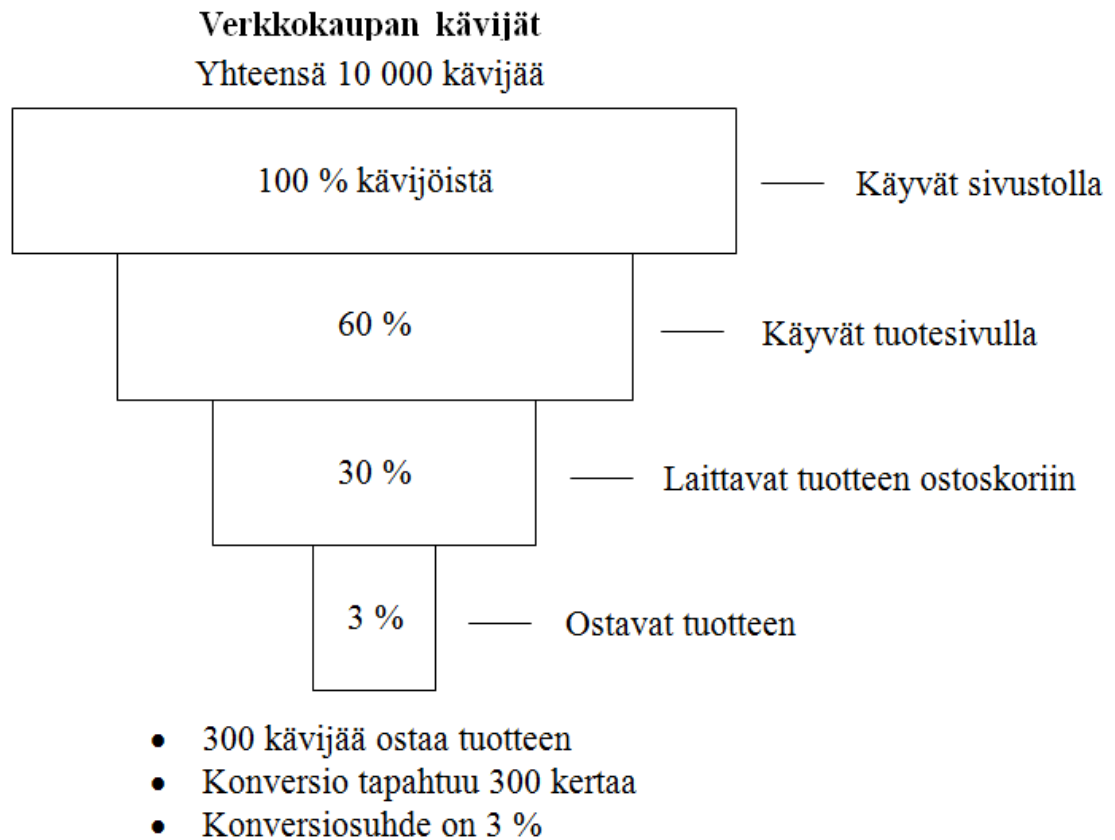 Verkkokaupan kävijät
Yhteensä 10 000 kävijää
100 % kävijöistä
Käyvät sivustolla
60 %
Käyvät tuotesivulla
30 %
Laittavat tuotteen ostoskoriin
3 %
Ostavat tuotteen
• 300 kävijää ostaa tuotteen
• Konversio tapahtuu 300 kertaa
• Konversiosuhde on 3 %